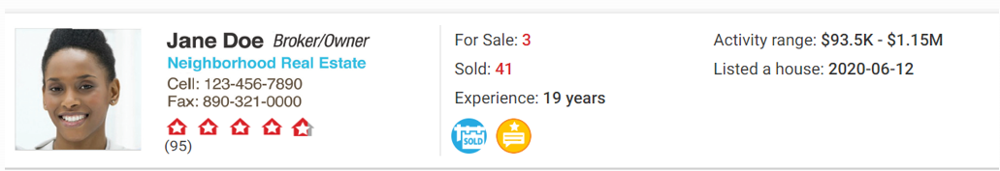 Jane Doe Broker/Owner
Neighborhood Real Estate
Cell: 123-456-7890
Fax: 890-321-0000
(95)
For Sale: 3
Sold: 41
Experience: 19 years
SOLD
Activity range: $93.5K - $1.15M
Listed a house: 2020-06-12